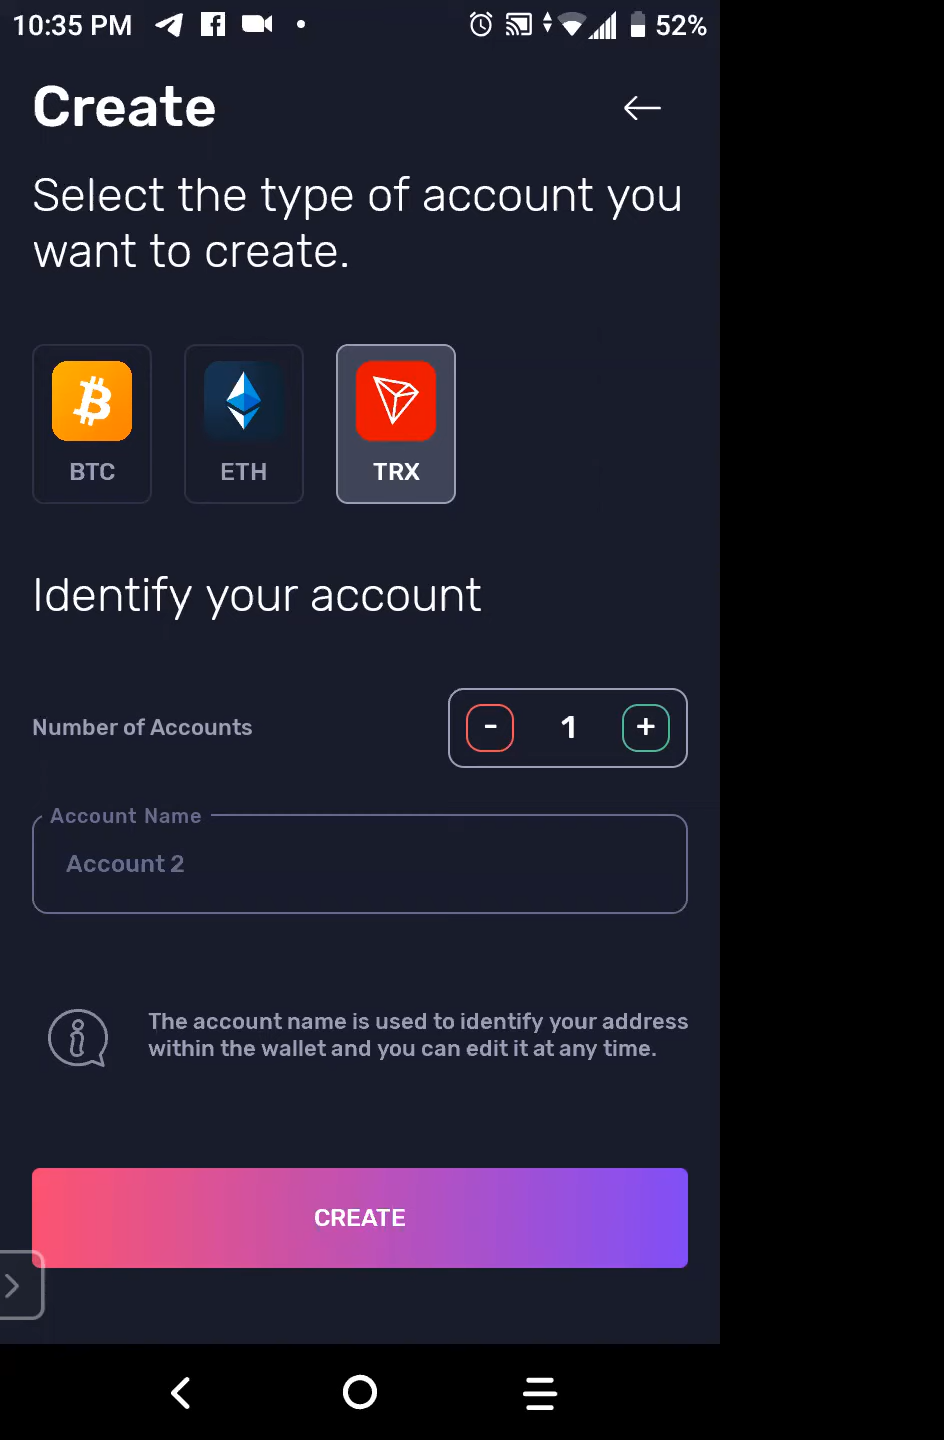 10:35 PM 52%
Create
Select the type of account you
want to create.
BTC ETH TRX
Identify your account
Number of Accounts - 1 +
Account Name
Account 2
The account name is used to identify your address
within the wallet and you can edit it at any time.
CREATE